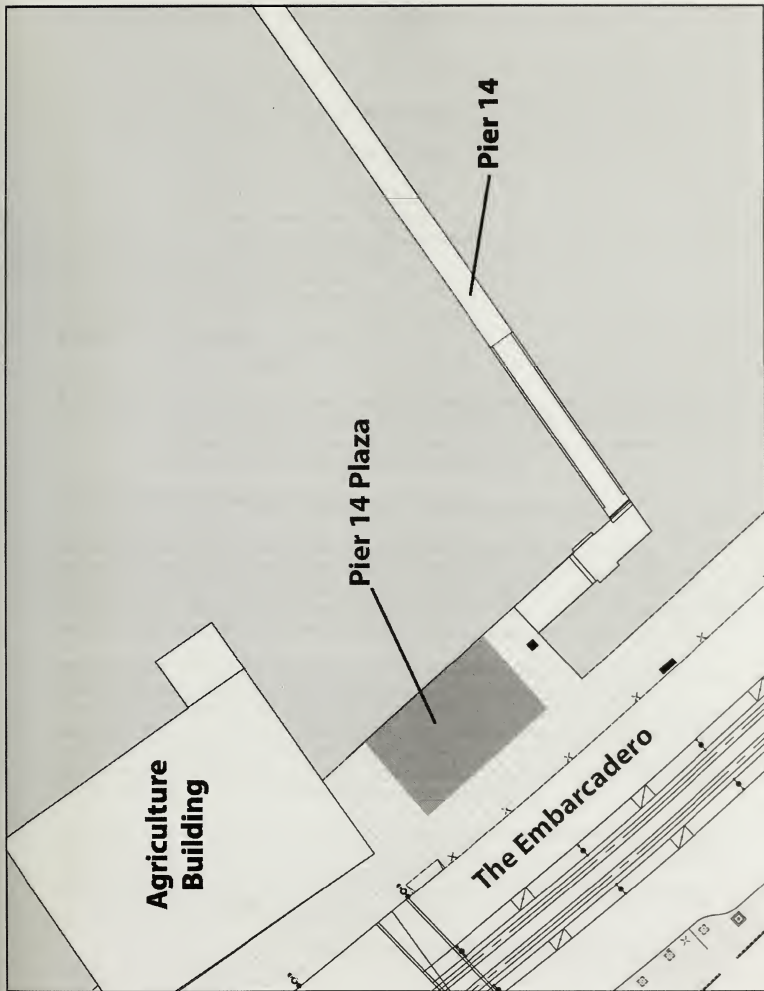 Agriculture
Building
Pier 14 Plaza
Pier 14
The Embarcadero